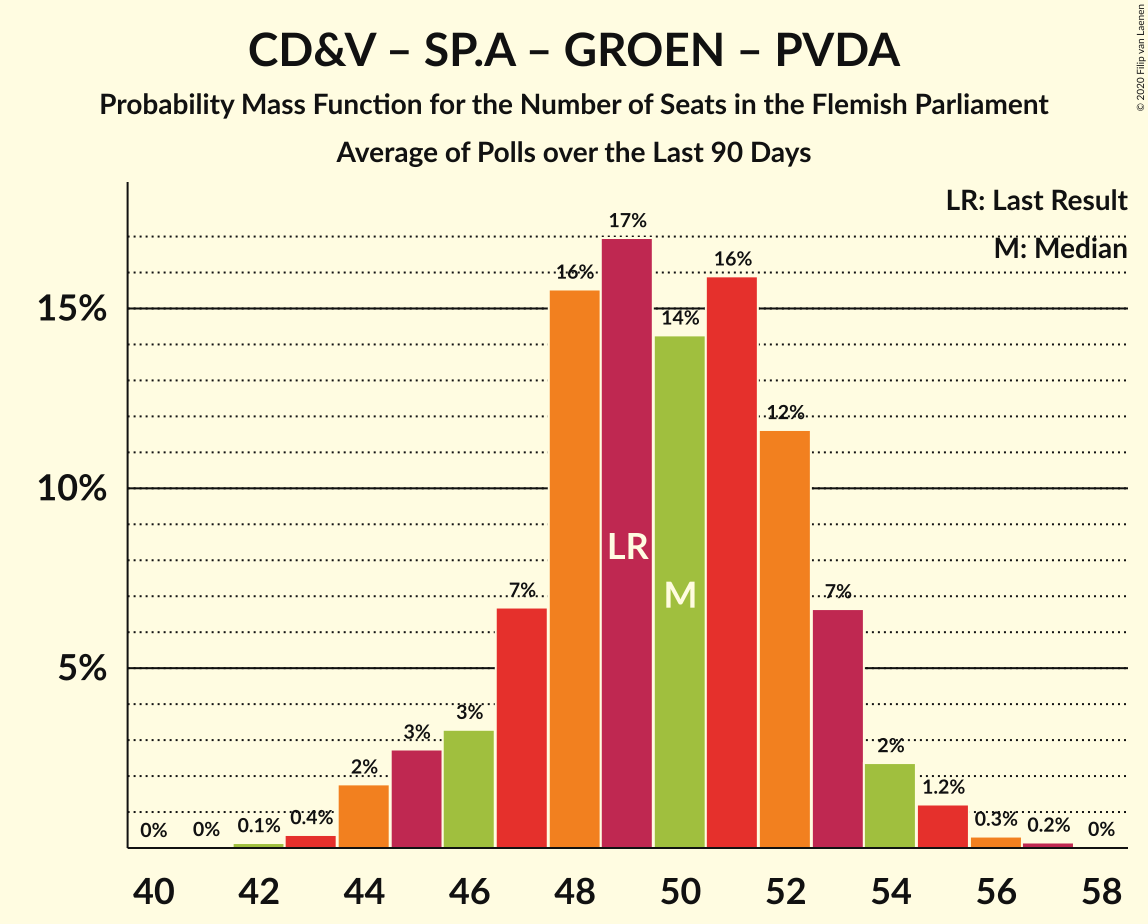 CD&V – SP.A – GROEN – PVDA
Probability Mass Function for the Number of Seats in the Flemish Parliament
Average of Polls over the Last 90 Days
© 2020 Filip van Laenen
LR: Last Result
M: Median
15%
10%
5%
0%
0%
0.1%
0.4%
2%
3%
3%
7%
16%
17%
14%
16%
12%
7%
2%
1.2%
0.3%
0.2%
0%
LR
M
40 42 44 46 48 50 52 54 56 58